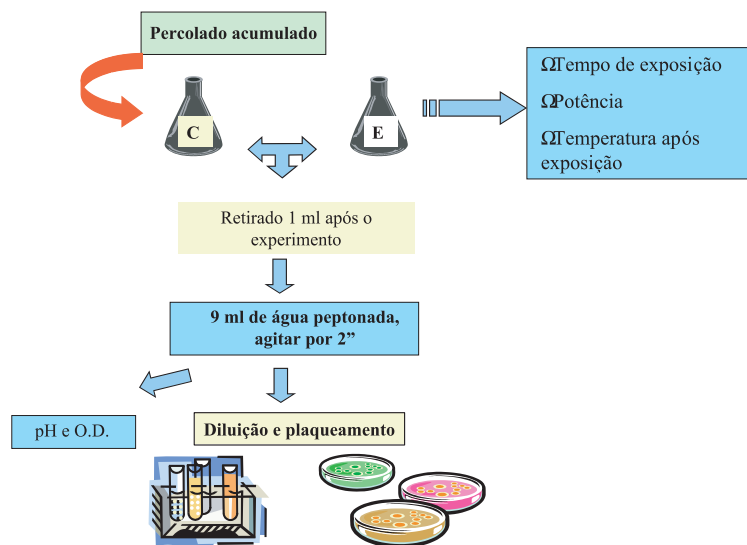 Percolado acumulado
C
E
ΩTempo de exposição
ΩPotência
ΩTemperatura após
exposição
Retirado 1 ml após o
experimento
9 ml de água peptonada,
agitar por 2”
pH e O.D.
Diluição e plaqueamento